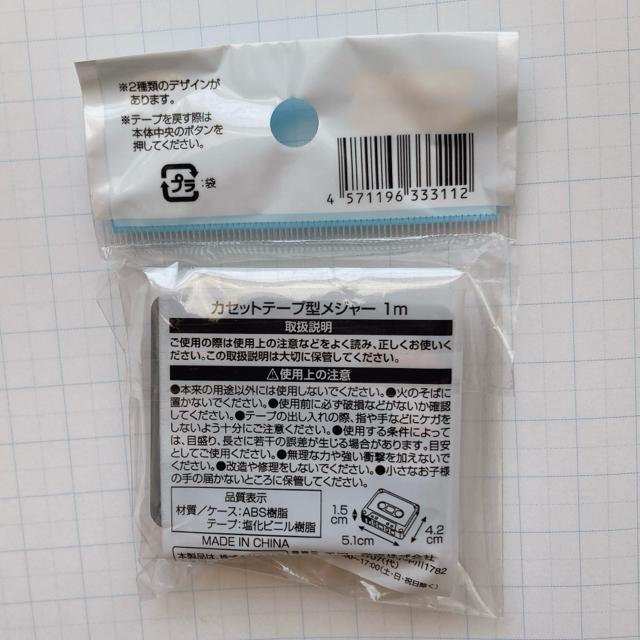 ※2種類のデザインが
あります。
※テープを戻す際は
本体中央のボタンを
押してください。
プラ :袋
4 571196 333112
カセットテープ型メジャー 1m
取扱説明
ご使用の際は使用上の注意などをよく読み、正しくお使いく
ださい。この取扱説明は大切に保管してください。
⚠使用上の注意
●本来の用途以外には使用しないでください。●火のそばに
置かないでください。●使用前に必ず破損などがないか確認
してください。●テープの出し入れの際、指や手などにケガを
しないよう十分にご注意ください。●使用する条件によって
は、目盛り、長さに若干の誤差が生じる場合があります。目安
としてご使用ください。●無理な力や強い衝撃を加えないで
ください。●改造や修理をしないでください。●小さなお子様
の手の届かないところに保管してください。
品質表示
材質/ケース:ABS樹脂
テープ:塩化ビニル樹脂
MADE IN CHINA
1.5
cm
5.1cm
4.2
cm
本製品は
1782
(代)
17:00(土・日・祝日除く)